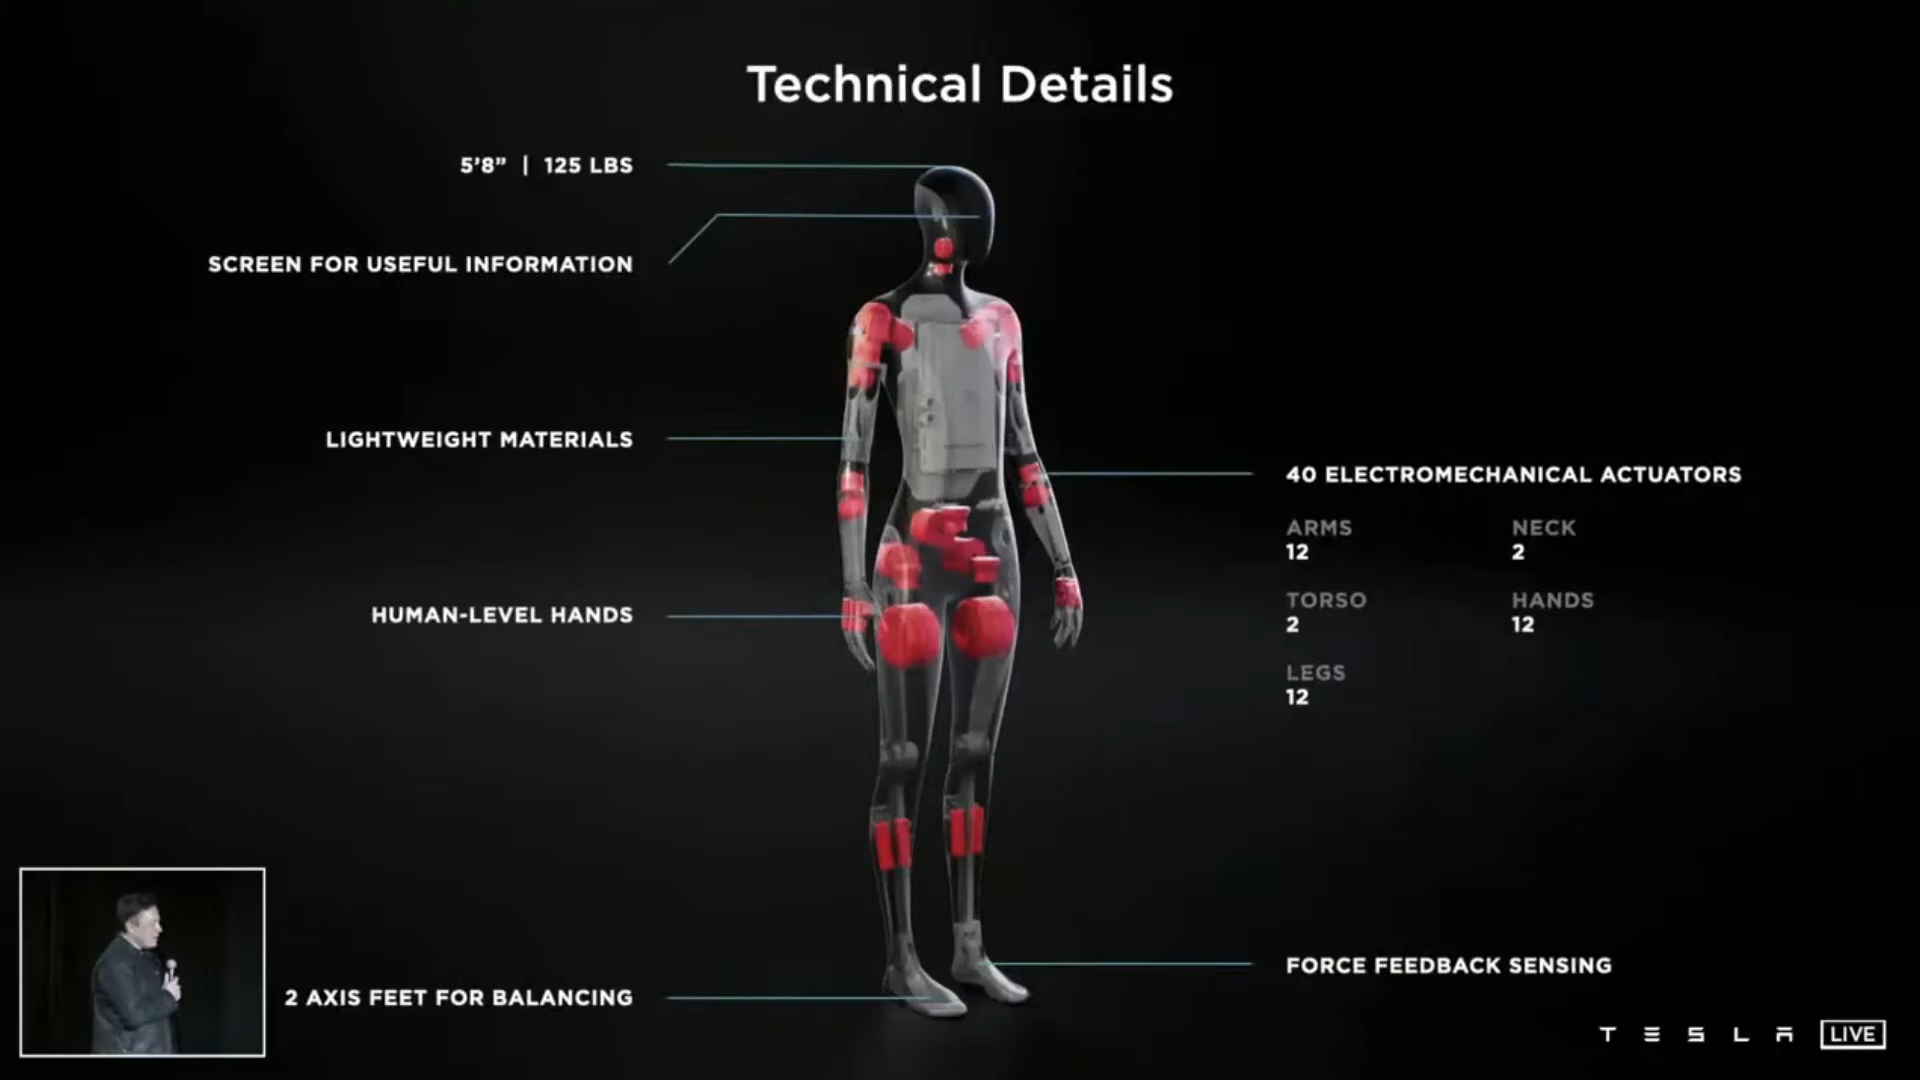 Technical Details
5’8” | 125 LBS
SCREEN FOR USEFUL INFORMATION
LIGHTWEIGHT MATERIALS
HUMAN-LEVEL HANDS
2 AXIS FEET FOR BALANCING
40 ELECTROMECHANICAL ACTUATORS
ARMS NECK
12 2
TORSO HANDS
2 12
LEGS
12
FORCE FEEDBACK SENSING
TESLA LIVE